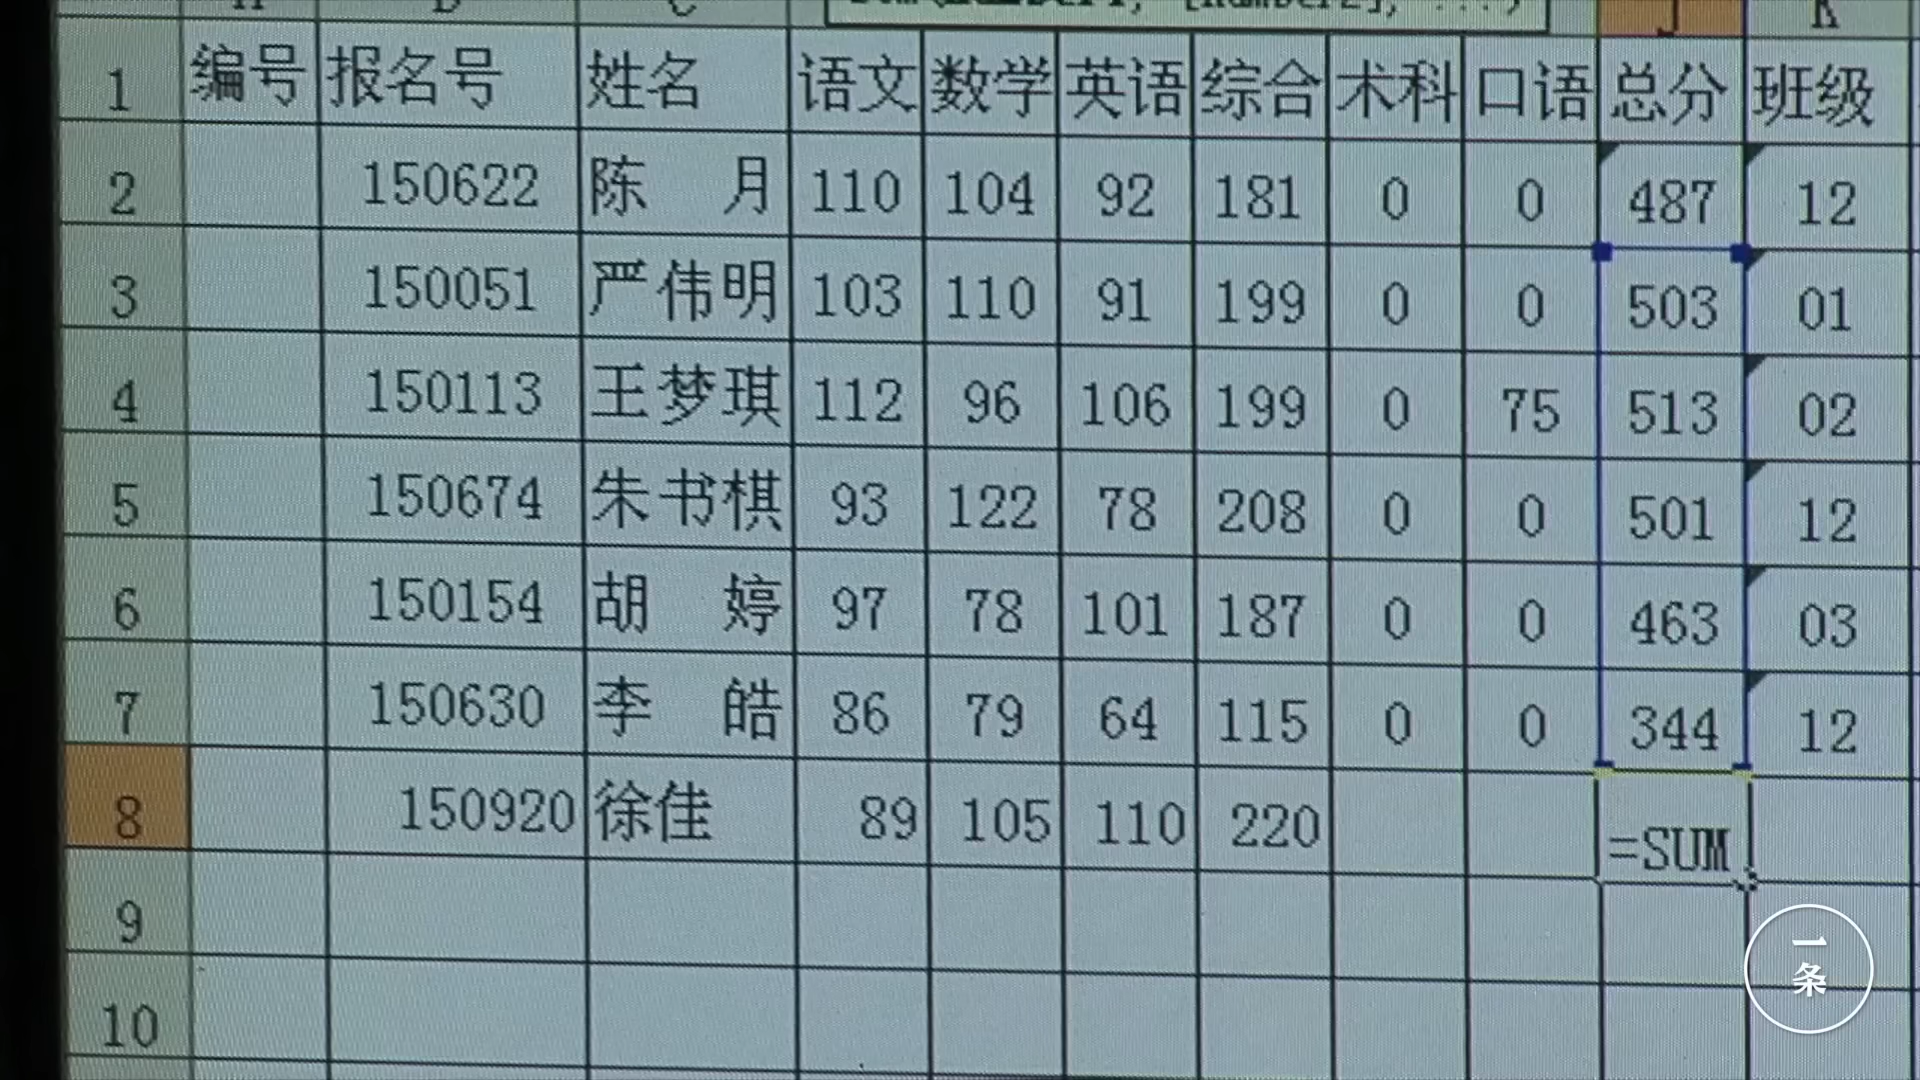 编号 报名号 姓名 语文 数学 英语 综合 术科 口语 总分 班级
1
2 150622 陈 月 110 104 92 181 0 0 487 12
3 150051 严伟明 103 110 91 199 0 0 503 01
4 150113 王梦琪 112 96 106 199 0 75 513 02
5 150674 朱书棋 93 122 78 208 0 0 501 12
6 150154 胡 婷 97 78 101 187 0 0 463 03
7 150630 李 皓 86 79 64 115 0 0 344 12
8 150920 徐佳 89 105 110 220 =SUM
9
10
一条